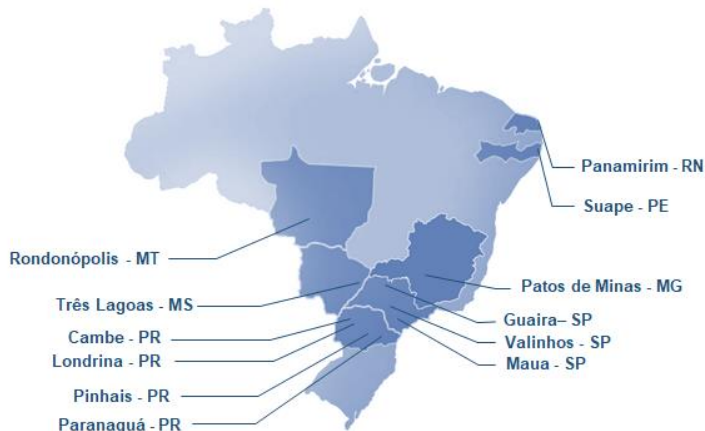 Panamirim - RN
Suape - PE
Rondonópolis - MT
Patos de Minas - MG
Três Lagoas - MS
Guaira– SP
Cambe - PR
Valinhos - SP
Londrina - PR
Maua - SP
Pinhais - PR
Paranaguá - PR